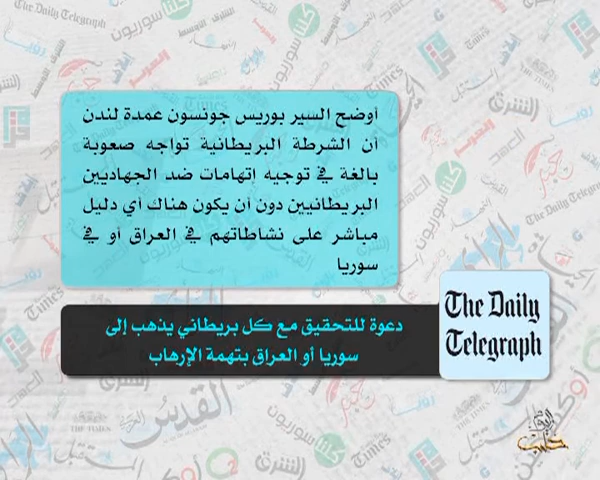 أوضح السير بوريس جونسون عمدة لندن
أن الشرطة البريطانية تواجه صعوبة
بالغة في توجيه إتهامات ضد الجهاديين
البريطانيين دون أن يكون هناك أي دليل
مباشر على نشاطاتهم في العراق أو في
سوريا
The Daily
Telegraph
دعوة للتحقيق مع كل بريطاني يذهب إلى
سوريا أو العراق بتهمة الإرهاب